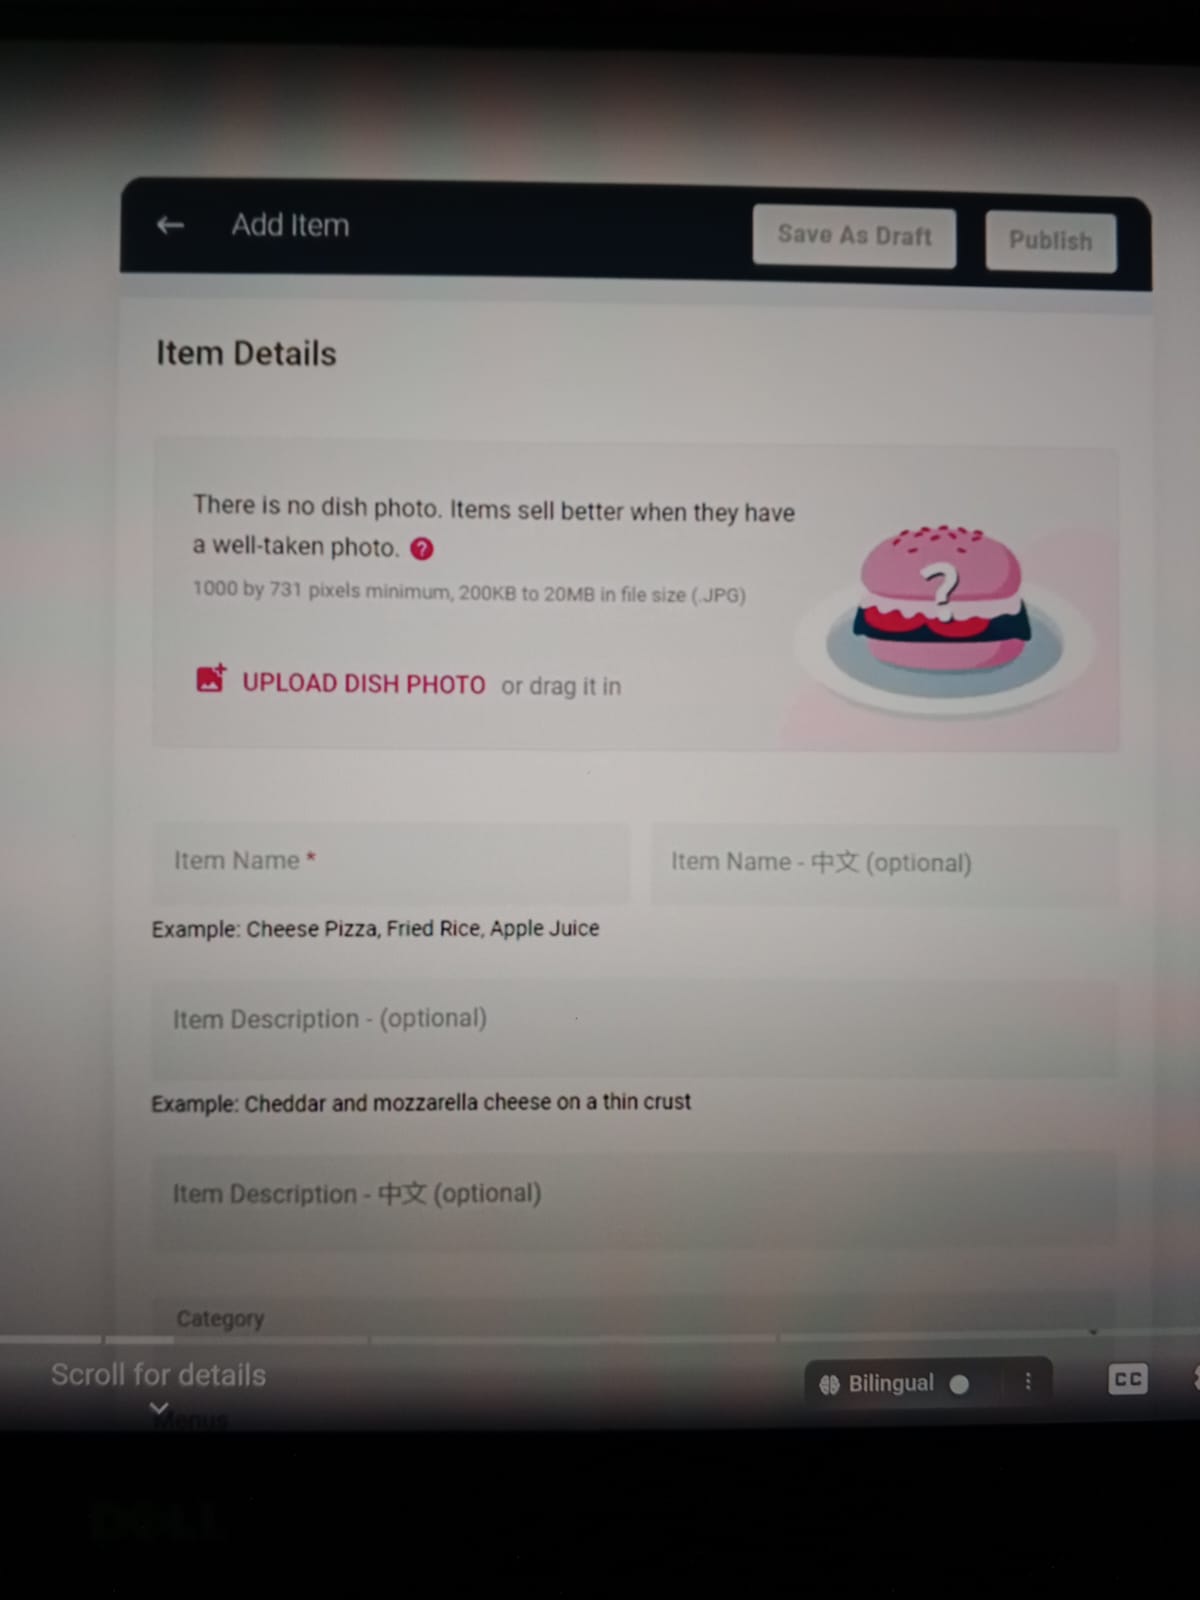 Add Item
Save As Draft
Publish
Item Details
There is no dish photo. Items sell better when they have
a well-taken photo. ?
1000 by 731 pixels minimum, 200KB to 20MB in file size (.JPG)
?
UPLOAD DISH PHOTO or drag it in
Item Name *
Item Name - 中文 (optional)
Example: Cheese Pizza, Fried Rice, Apple Juice
Item Description - (optional)
Example: Cheddar and mozzarella cheese on a thin crust
Item Description - 中文 (optional)
Category
Scroll for details
Bilingual
CC
Menus
DELL